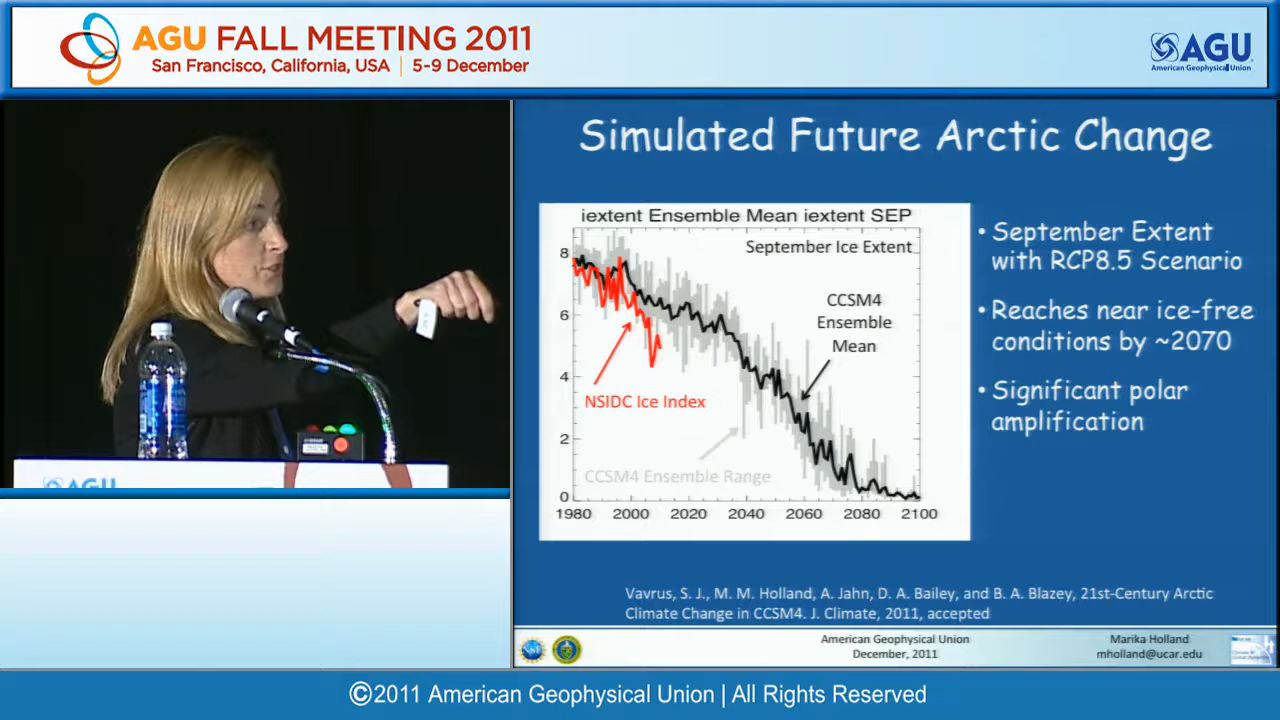 AGU FALL MEETING 2011
San Francisco, California, USA | 5-9 December
AGU
American Geophysical Union
Simulated Future Arctic Change
iextent Ensemble Mean iextent SEP
September Ice Extent
8
6
4
2
0
1980 2000 2020 2040 2060 2080 2100
CCSM4
Ensemble
Mean
NSIDC Ice Index
CCSM4 Ensemble Range
• September Extent
with RCP8.5 Scenario
• Reaches near ice-free
conditions by ~2070
• Significant polar
amplification
Vavrus, S. J., M. M. Holland, A. Jahn, D. A. Bailey, and B. A. Blazey, 21st-Century Arctic
Climate Change in CCSM4. J. Climate, 2011, accepted
American Geophysical Union
December, 2011
Marika Holland
mholland@ucar.edu
AGU
©2011 American Geophysical Union | All Rights Reserved